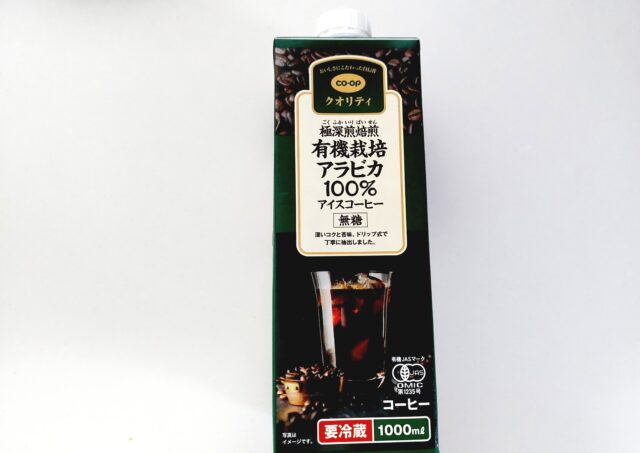 おいしさにこだわった自信作
CO・OP
クオリティ
ごく ふか い り ばい せん
極深煎焙煎
有機栽培
アラビカ
100%
アイスコーヒー
無糖
深いコクと苦味、ドリップ式で
丁寧に抽出しました。
有機JASマーク
JAS
OMIC
第1235号
コーヒー
要冷蔵 1000mℓ
写真は
イメージです。